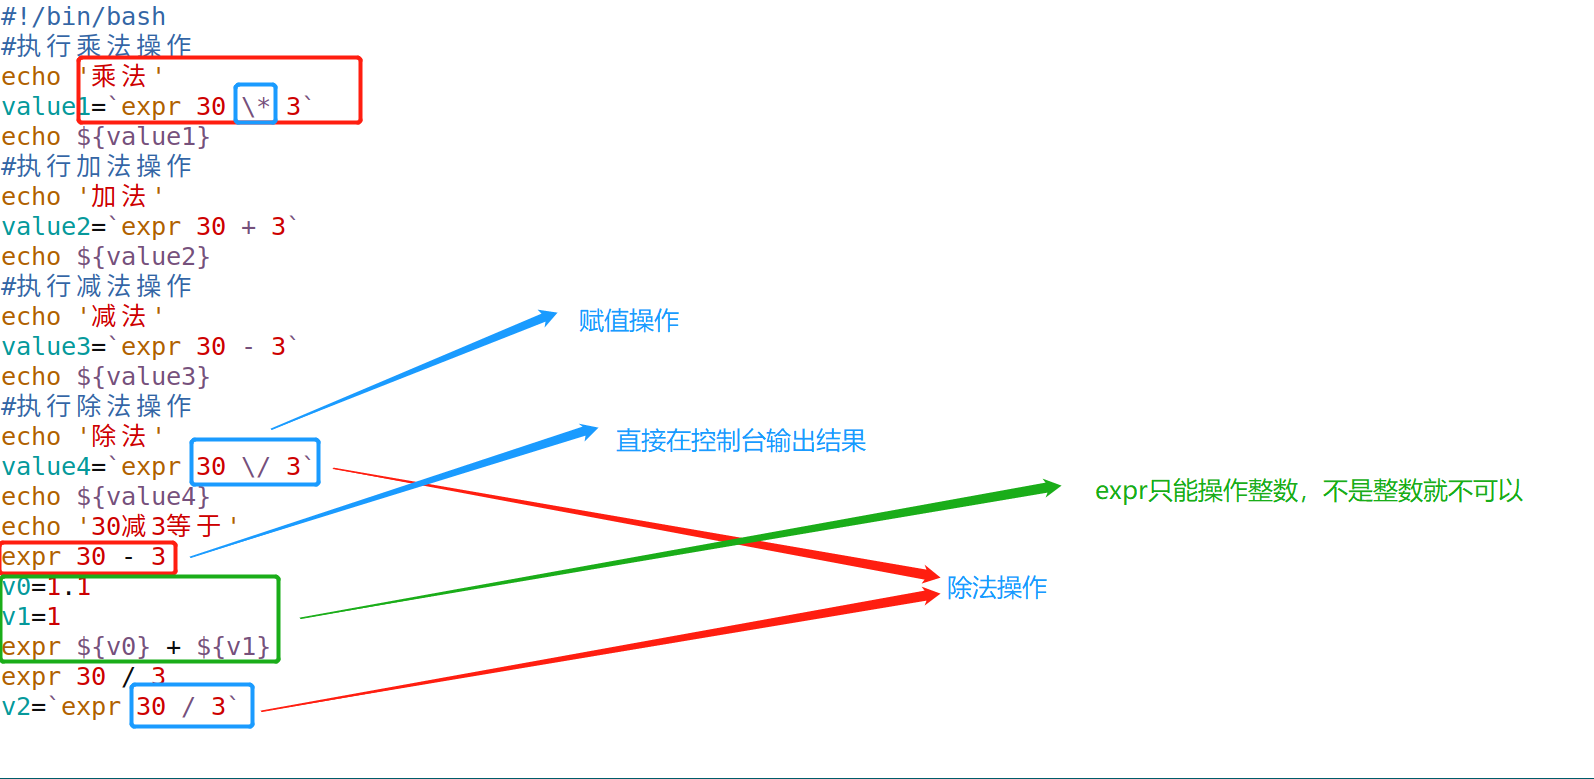 #!/bin/bash
#执行乘法操作
echo '乘法'
value1=`expr 30 \* 3`
echo ${value1}
#执行加法操作
echo '加法'
value2=`expr 30 + 3`
echo ${value2}
#执行减法操作
echo '减法'
value3=`expr 30 - 3`
echo ${value3}
#执行除法操作
echo '除法'
value4=`expr 30 \/ 3`
echo ${value4}
echo '30减3等于'
expr 30 - 3
v0=1.1
v1=1
expr ${v0} + ${v1}
expr 30 / 3
v2=`expr 30 / 3`
赋值操作
直接在控制台输出结果
expr只能操作整数，不是整数就不可以
除法操作